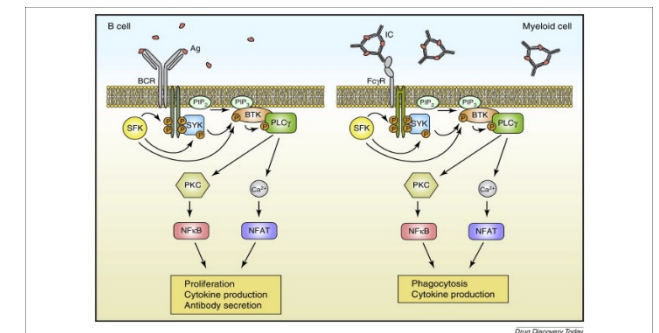 B cell
Ag
BCR
PIP2
PIP3
SFK
P
P
P
P
SYK
P
P
BTK
P
PLCγ
PKC
Ca2+
NFκB
NFAT
Proliferation
Cytokine production
Antibody secretion
Myeloid cell
IC
FcγR
PIP2
PIP3
SFK
P
P
P
P
SYK
P
P
BTK
P
PLCγ
PKC
Ca2+
NFκB
NFAT
Phagocytosis
Cytokine production
Drug Discovery Today